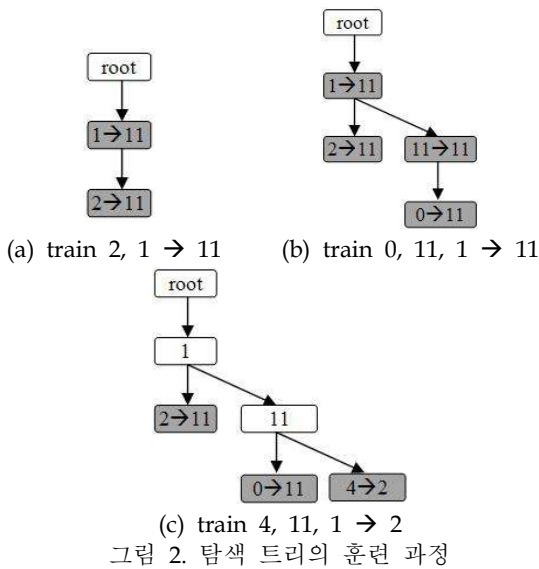 root
1→11
2→11
(a) train 2, 1 → 11
root
1→11
2→11 11→11
0→11
(b) train 0, 11, 1 → 11
root
1
2→11 11
0→11 4→2
(c) train 4, 11, 1 → 2
그림 2. 탐색 트리의 훈련 과정